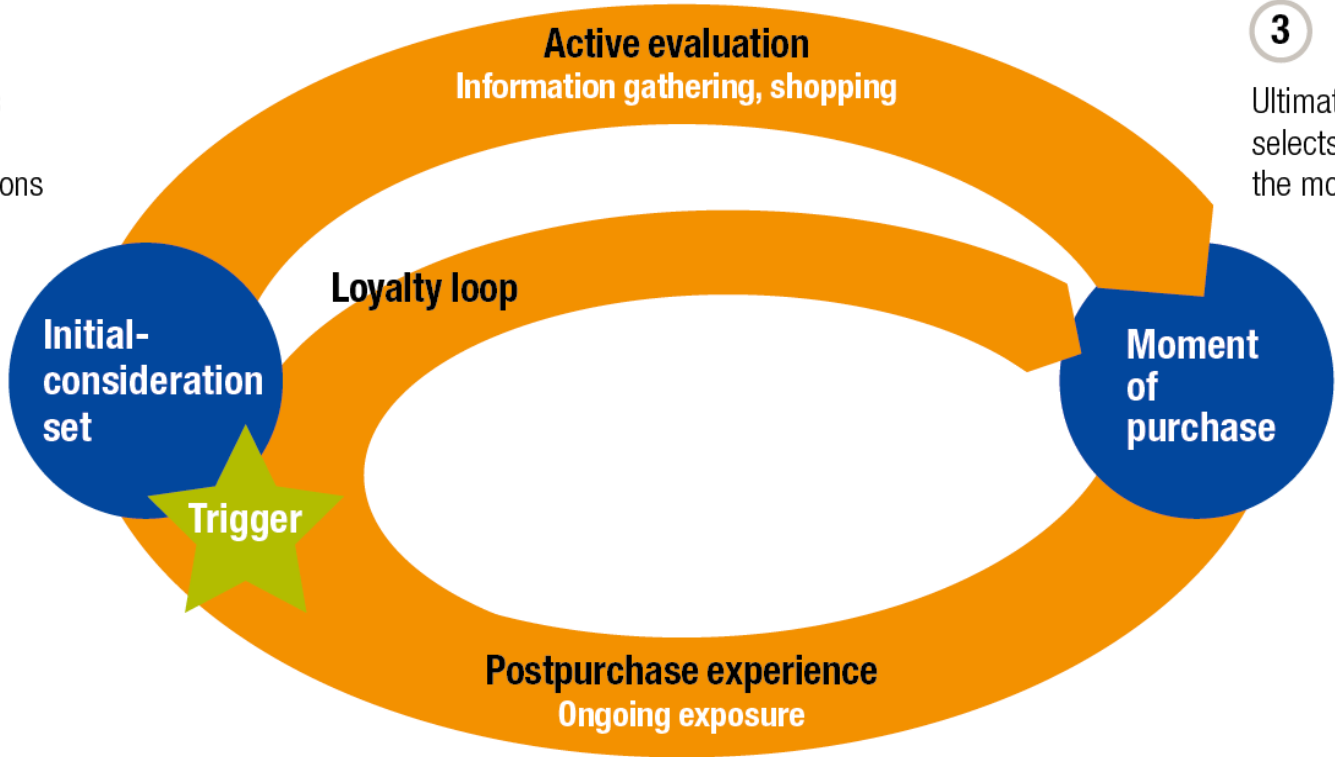 Active evaluation
Information gathering, shopping
3
Ultimat
selects
the mo
ons
Loyalty loop
Initial-
consideration
set
Moment
of
purchase
Trigger
Postpurchase experience
Ongoing exposure